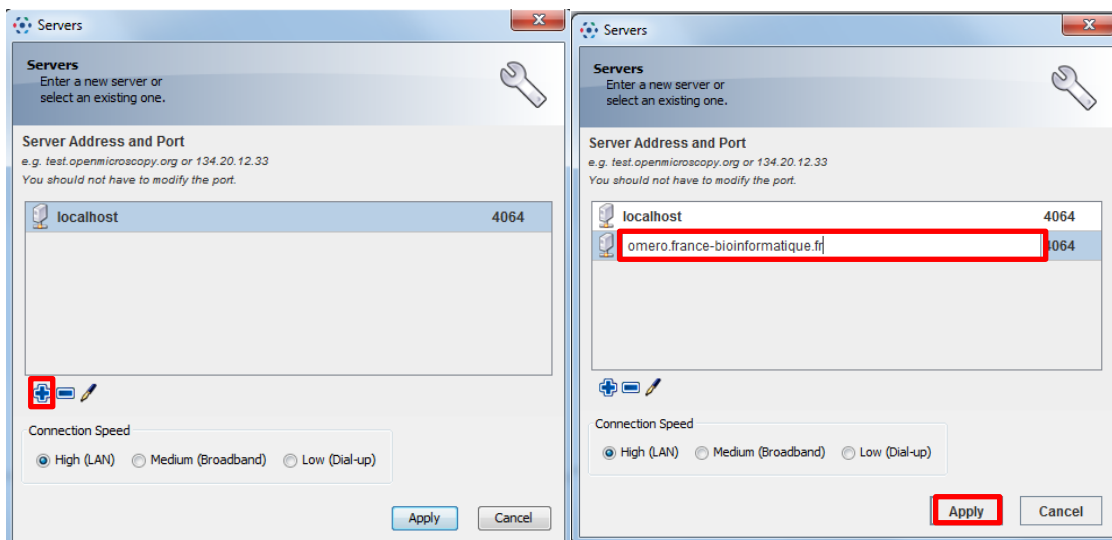 Servers
Servers
Enter a new server or
select an existing one.
Server Address and Port
e.g. test.openmicroscopy.org or 134.20.12.33
You should not have to modify the port.
localhost 4064
Connection Speed
High (LAN) Medium (Broadband) Low (Dial-up)
Apply Cancel
Servers
Servers
Enter a new server or
select an existing one.
Server Address and Port
e.g. test.openmicroscopy.org or 134.20.12.33
You should not have to modify the port.
localhost 4064
omero.france-bioinformatique.fr 4064
Connection Speed
High (LAN) Medium (Broadband) Low (Dial-up)
Apply Cancel